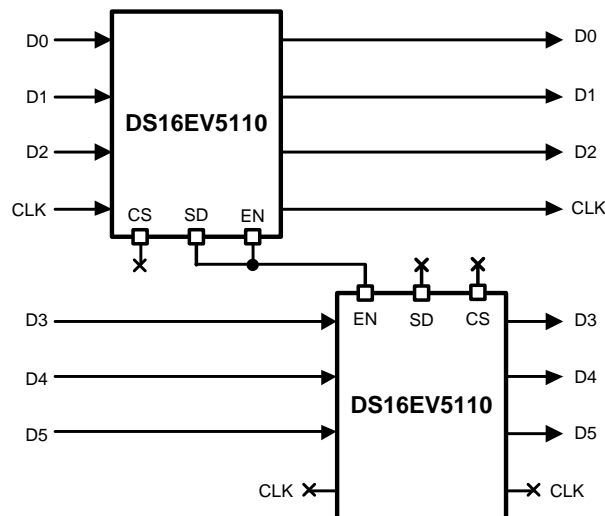 D0 D0
D1 D1
DS16EV5110
D2 D2
CLK CS SD EN CLK
D3 EN SD CS D3
D4 D4
DS16EV5110
D5 D5
CLK CLK